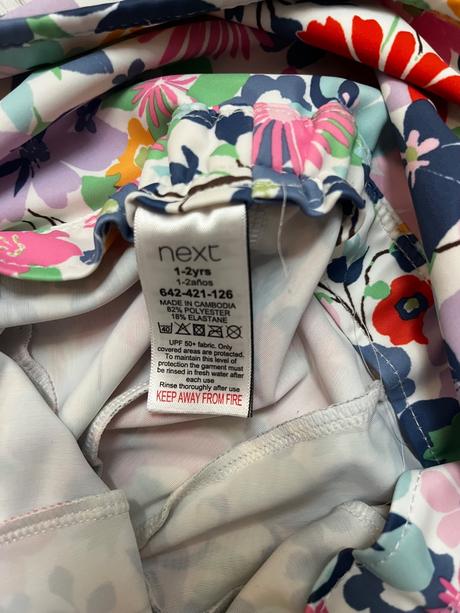 next
1-2yrs
1-2años
642-421-126
MADE IN CAMBODIA
82% POLYESTER
18% ELASTANE
40
UPF 50+ fabric. Only
covered areas are protected.
To maintain this level of
protection the garment must
be rinsed in fresh water after
each use
Rinse thoroughly after use
KEEP AWAY FROM FIRE